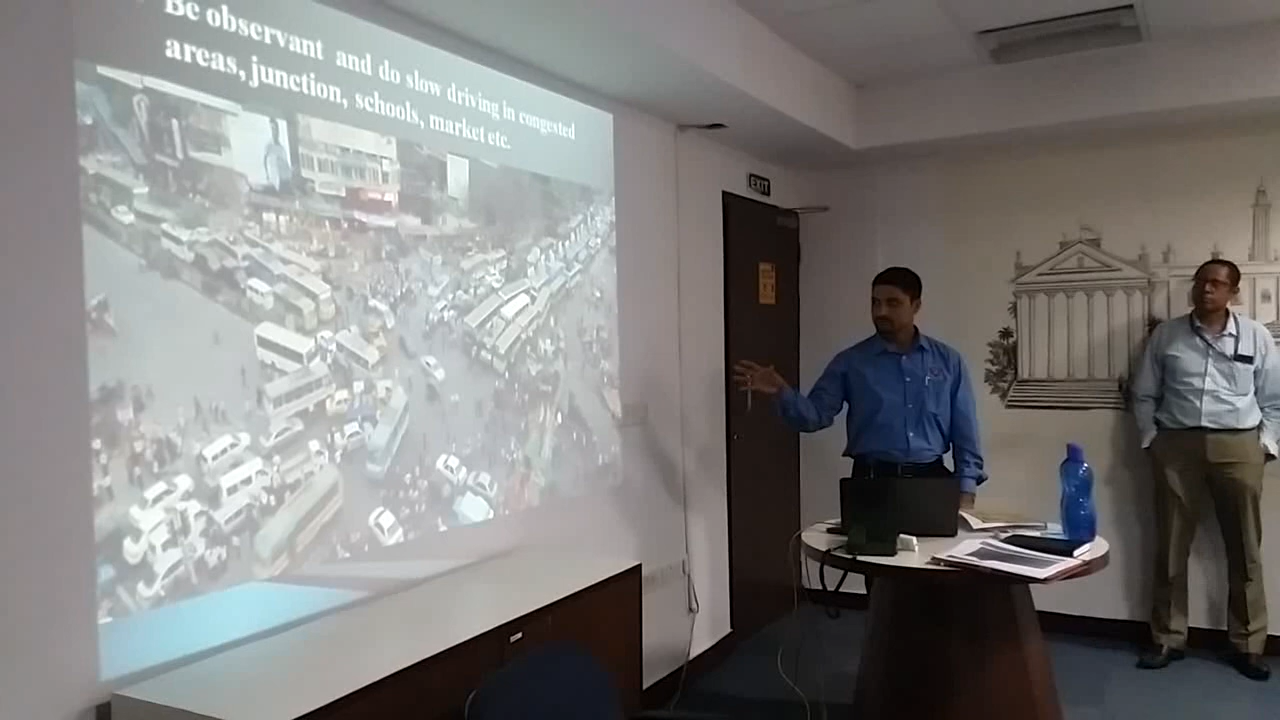 Be observant and do slow driving in congested
areas, junction, schools, market etc.
EXIT